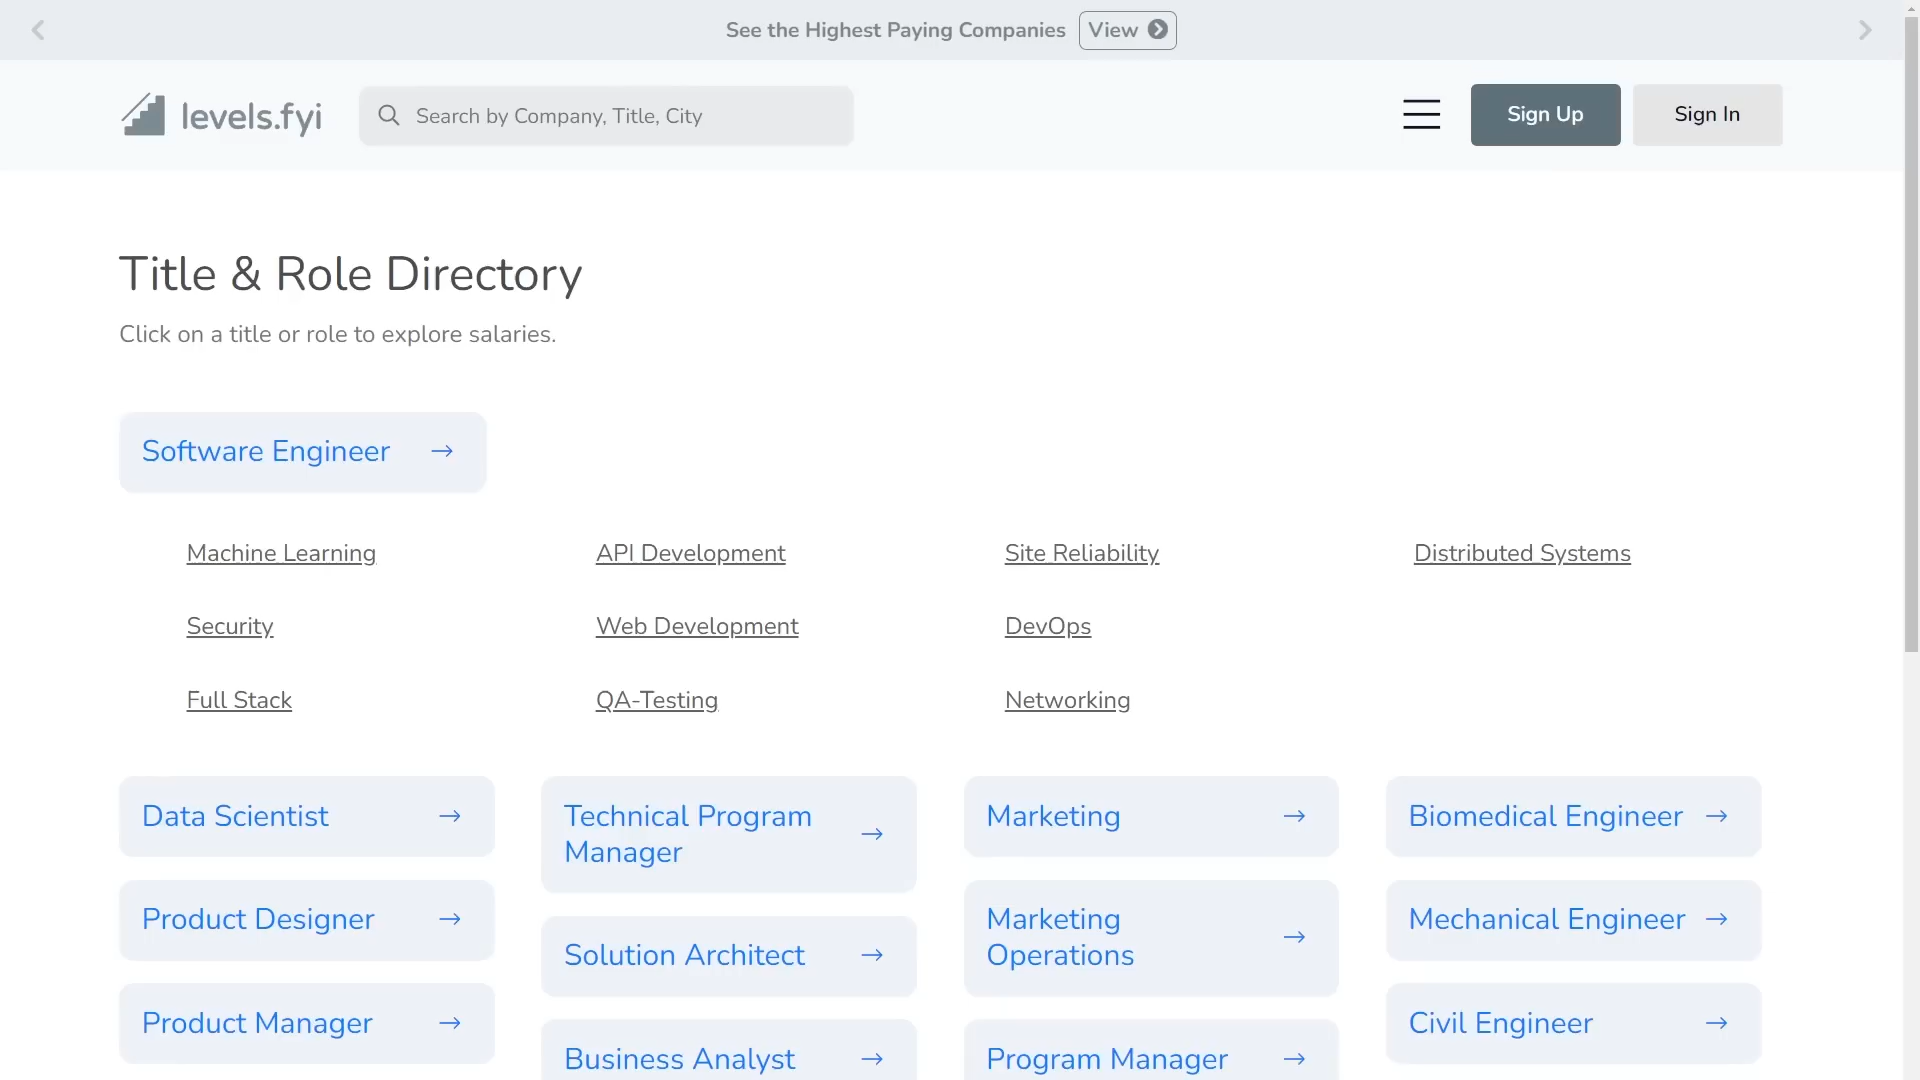 See the Highest Paying Companies
View
levels.fyi
Search by Company, Title, City
Sign Up
Sign In
Title & Role Directory
Click on a title or role to explore salaries.
Software Engineer
Machine Learning
API Development
Site Reliability
Distributed Systems
Security
Web Development
DevOps
Full Stack
QA-Testing
Networking
Data Scientist
Technical Program
Manager
Marketing
Biomedical Engineer
Product Designer
Solution Architect
Marketing
Operations
Mechanical Engineer
Product Manager
Business Analyst
Program Manager
Civil Engineer